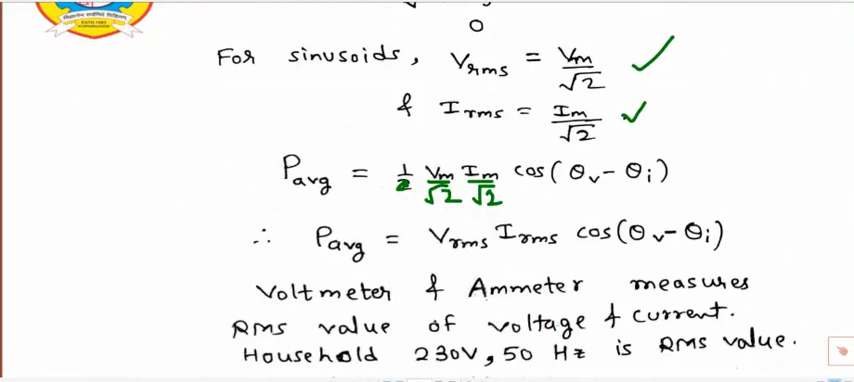 0
For sinusoids, Vrms = Vm/√2 ✓
& Irms = Im/√2 ✓
Pavg = 1/2 Vm/√2 Im/√2 cos(θv - θi)
∴ Pavg = Vrms Irms cos(θv - θi)
Voltmeter & Ammeter measures
RMS value of voltage & current.
Household 230V, 50 Hz is RMS value.